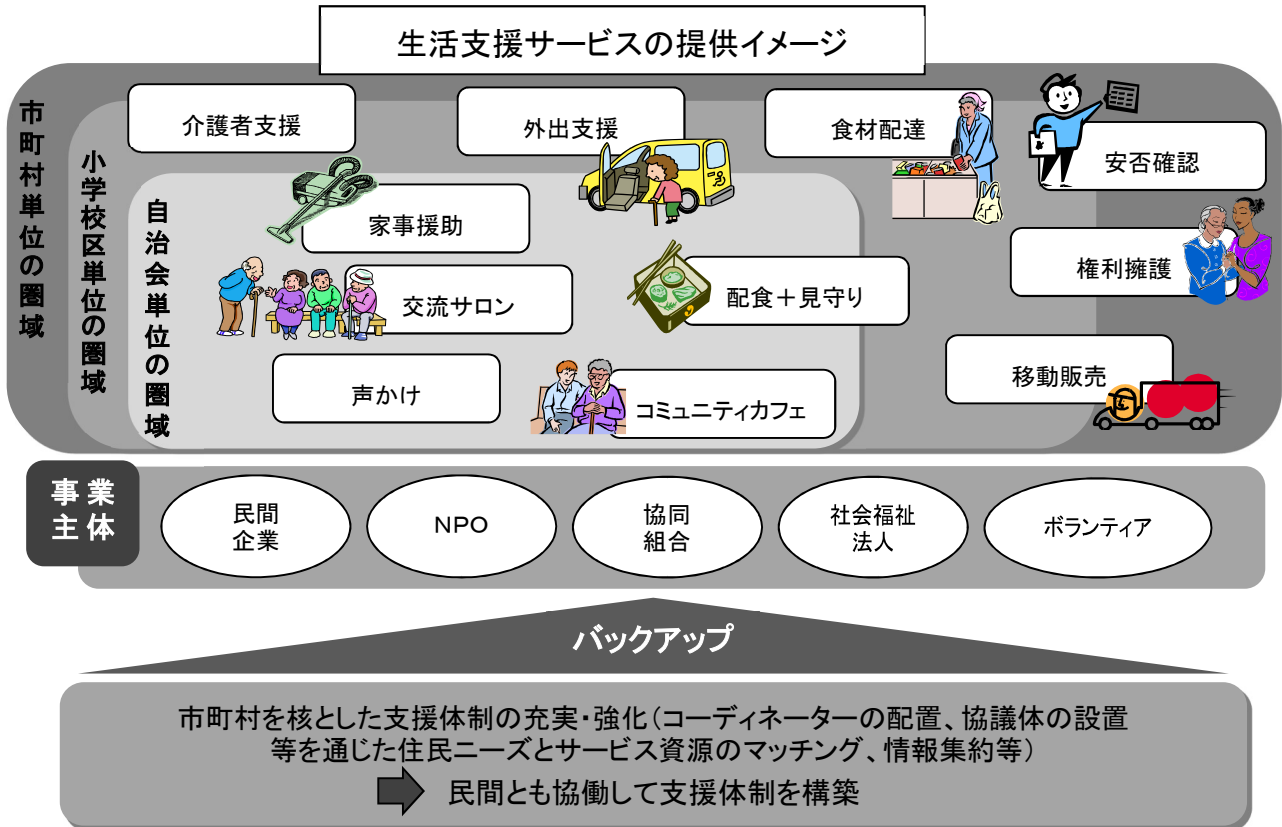 生活支援サービスの提供イメージ
市町村単位の圏域
小学校区単位の圏域
自治会単位の圏域
介護者支援
外出支援
食材配達
安否確認
家事援助
権利擁護
交流サロン
配食＋見守り
声かけ
コミュニティカフェ
移動販売
事業
主体
民間
企業
NPO
協同
組合
社会福祉
法人
ボランティア
バックアップ
市町村を核とした支援体制の充実・強化（コーディネーターの配置、協議体の設置
等を通じた住民ニーズとサービス資源のマッチング、情報集約等）
民間とも協働して支援体制を構築